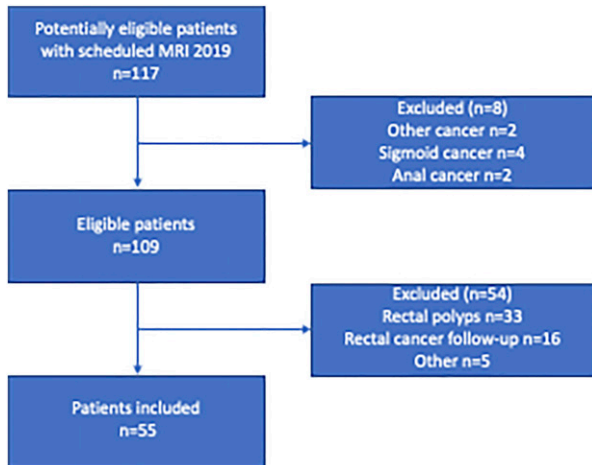 Potentially eligible patients
with scheduled MRI 2019
n=117
Excluded (n=8)
Other cancer n=2
Sigmoid cancer n=4
Anal cancer n=2
Eligible patients
n=109
Excluded (n=54)
Rectal polyps n=33
Rectal cancer follow-up n=16
Other n=5
Patients included
n=55